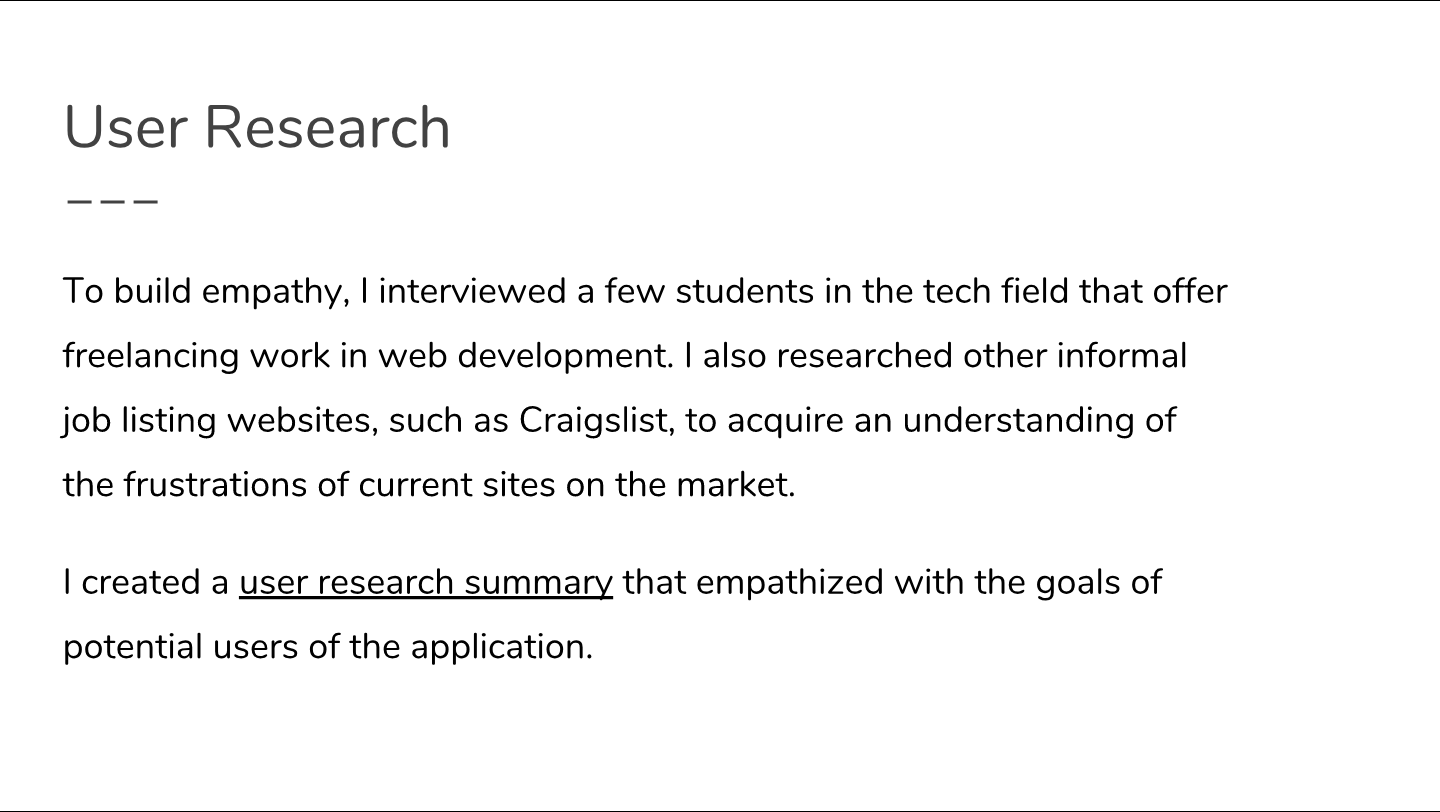 User Research
To build empathy, I interviewed a few students in the tech field that offer
freelancing work in web development. I also researched other informal
job listing websites, such as Craigslist, to acquire an understanding of
the frustrations of current sites on the market.
I created a user research summary that empathized with the goals of
potential users of the application.